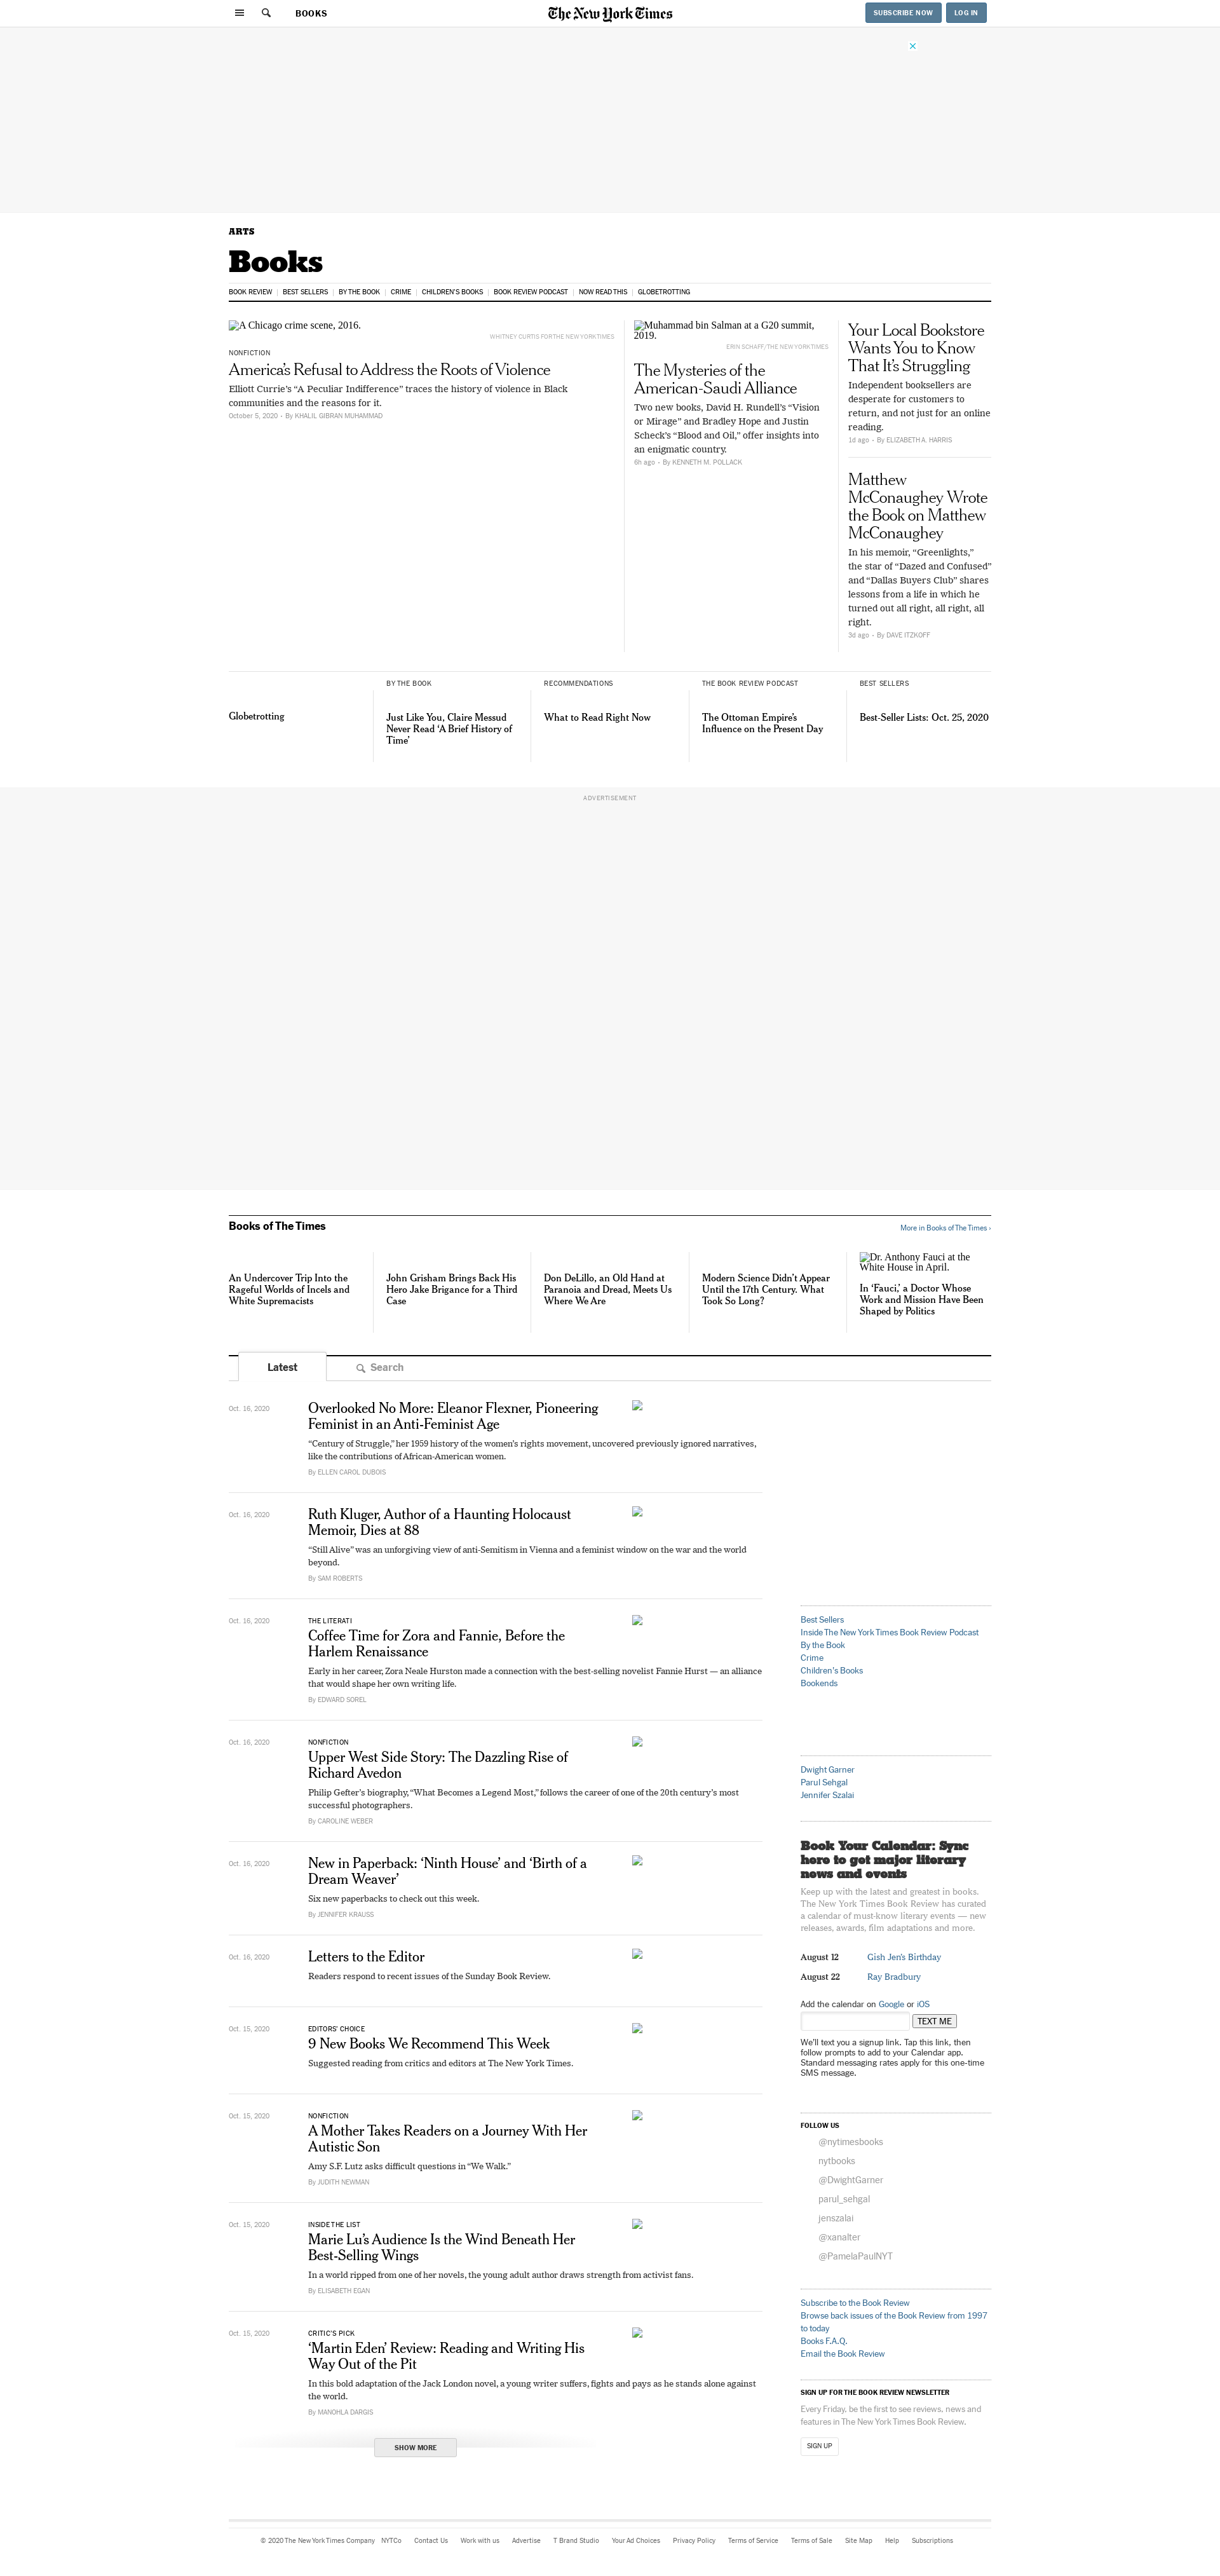 BOOKS
The New York Times
SUBSCRIBE NOW
LOG IN
ARTS
Books
BOOK REVIEW
BEST SELLERS
BY THE BOOK
CRIME
CHILDREN'S BOOKS
BOOK REVIEW PODCAST
NOW READ THIS
GLOBETROTTING
A Chicago crime scene, 2016.
WHITNEY CURTIS FOR THE NEW YORK TIMES
NONFICTION
America's Refusal to Address the Roots of Violence
Elliott Currie's “A Peculiar Indifference” traces the history of violence in Black
communities and the reasons for it.
October 5, 2020 • By KHALIL GIBRAN MUHAMMAD
Muhammad bin Salman at a G20 summit,
2019.
ERIN SCHAFF/THE NEW YORK TIMES
The Mysteries of the
American-Saudi Alliance
Two new books, David H. Rundell's “Vision
or Mirage” and Bradley Hope and Justin
Scheck's “Blood and Oil,” offer insights into
an enigmatic country.
6h ago • By KENNETH M. POLLACK
Your Local Bookstore
Wants You to Know
That It's Struggling
Independent booksellers are
desperate for customers to
return, and not just for an online
reading.
1d ago • By ELIZABETH A. HARRIS
Matthew
McConaughey Wrote
the Book on Matthew
McConaughey
In his memoir, “Greenlights,”
the star of “Dazed and Confused”
and “Dallas Buyers Club” shares
lessons from a life in which he
turned out all right, all right, all
right.
3d ago • By DAVE ITZKOFF
Globetrotting
BY THE BOOK
Just Like You, Claire Messud
Never Read ‘A Brief History of
Time’
RECOMMENDATIONS
What to Read Right Now
THE BOOK REVIEW PODCAST
The Ottoman Empire's
Influence on the Present Day
BEST SELLERS
Best-Seller Lists: Oct. 25, 2020
ADVERTISEMENT
Books of The Times
More in Books of The Times ›
An Undercover Trip Into the
Rageful Worlds of Incels and
White Supremacists
John Grisham Brings Back His
Hero Jake Brigance for a Third
Case
Don DeLillo, an Old Hand at
Paranoia and Dread, Meets Us
Where We Are
Modern Science Didn't Appear
Until the 17th Century. What
Took So Long?
Dr. Anthony Fauci at the
White House in April.
In ‘Fauci,’ a Doctor Whose
Work and Mission Have Been
Shaped by Politics
Latest
Search
Oct. 16, 2020
Overlooked No More: Eleanor Flexner, Pioneering
Feminist in an Anti-Feminist Age
“Century of Struggle,” her 1959 history of the women's rights movement, uncovered previously ignored narratives,
like the contributions of African-American women.
By ELLEN CAROL DUBOIS
Oct. 16, 2020
Ruth Kluger, Author of a Haunting Holocaust
Memoir, Dies at 88
“Still Alive” was an unforgiving view of anti-Semitism in Vienna and a feminist window on the war and the world
beyond.
By SAM ROBERTS
Oct. 16, 2020
THE LITERATI
Coffee Time for Zora and Fannie, Before the
Harlem Renaissance
Early in her career, Zora Neale Hurston made a connection with the best-selling novelist Fannie Hurst — an alliance
that would shape her own writing life.
By EDWARD SOREL
Oct. 16, 2020
NONFICTION
Upper West Side Story: The Dazzling Rise of
Richard Avedon
Philip Gefter's biography, “What Becomes a Legend Most,” follows the career of one of the 20th century's most
successful photographers.
By CAROLINE WEBER
Oct. 16, 2020
New in Paperback: ‘Ninth House’ and ‘Birth of a
Dream Weaver’
Six new paperbacks to check out this week.
By JENNIFER KRAUSS
Oct. 16, 2020
Letters to the Editor
Readers respond to recent issues of the Sunday Book Review.
Oct. 15, 2020
EDITORS' CHOICE
9 New Books We Recommend This Week
Suggested reading from critics and editors at The New York Times.
Oct. 15, 2020
NONFICTION
A Mother Takes Readers on a Journey With Her
Autistic Son
Amy S.F. Lutz asks difficult questions in “We Walk.”
By JUDITH NEWMAN
Oct. 15, 2020
INSIDE THE LIST
Marie Lu's Audience Is the Wind Beneath Her
Best-Selling Wings
In a world ripped from one of her novels, the young adult author draws strength from activist fans.
By ELISABETH EGAN
Oct. 15, 2020
CRITIC'S PICK
‘Martin Eden’ Review: Reading and Writing His
Way Out of the Pit
In this bold adaptation of the Jack London novel, a young writer suffers, fights and pays as he stands alone against
the world.
By MANOHLA DARGIS
SHOW MORE
Best Sellers
Inside The New York Times Book Review Podcast
By the Book
Crime
Children's Books
Bookends
Dwight Garner
Parul Sehgal
Jennifer Szalai
Book Your Calendar: Sync
here to get major literary
news and events
Keep up with the latest and greatest in books.
The New York Times Book Review has curated
a calendar of must-know literary events — new
releases, awards, film adaptations and more.
August 12 Gish Jen's Birthday
August 22 Ray Bradbury
Add the calendar on Google or iOS
TEXT ME
We'll text you a signup link. Tap this link, then
follow prompts to add to your Calendar app.
Standard messaging rates apply for this one-time
SMS message.
FOLLOW US
@nytimesbooks
nytbooks
@DwightGarner
parul_sehgal
jenszalai
@xanalter
@PamelaPaulNYT
Subscribe to the Book Review
Browse back issues of the Book Review from 1997
to today
Books F.A.Q.
Email the Book Review
SIGN UP FOR THE BOOK REVIEW NEWSLETTER
Every Friday, be the first to see reviews, news and
features in The New York Times Book Review.
SIGN UP
© 2020 The New York Times Company NYTCo Contact Us Work with us Advertise T Brand Studio Your Ad Choices Privacy Policy Terms of Service Terms of Sale Site Map Help Subscriptions